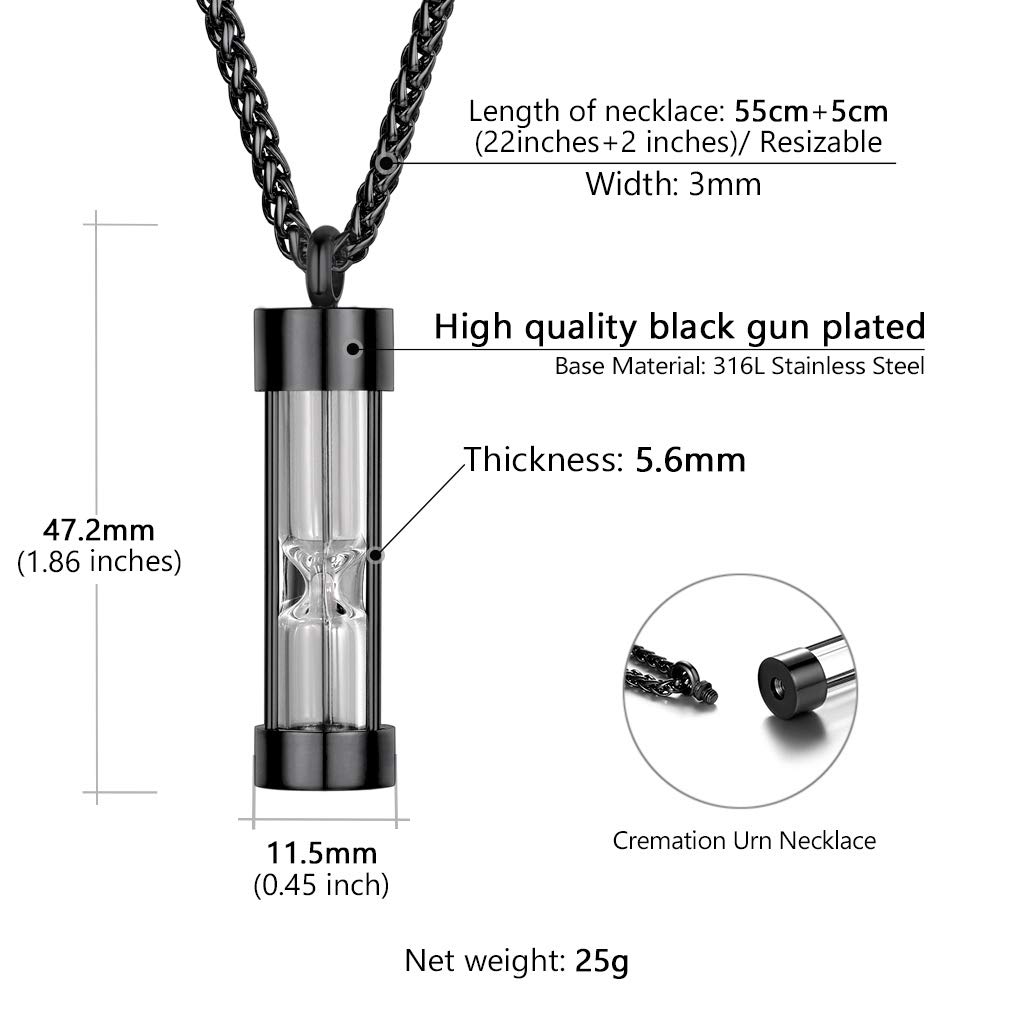 Length of necklace: 55cm+5cm
(22inches+2 inches)/ Resizable
Width: 3mm
High quality black gun plated
Base Material: 316L Stainless Steel
Thickness: 5.6mm
47.2mm
(1.86 inches)
Cremation Urn Necklace
11.5mm
(0.45 inch)
Net weight: 25g